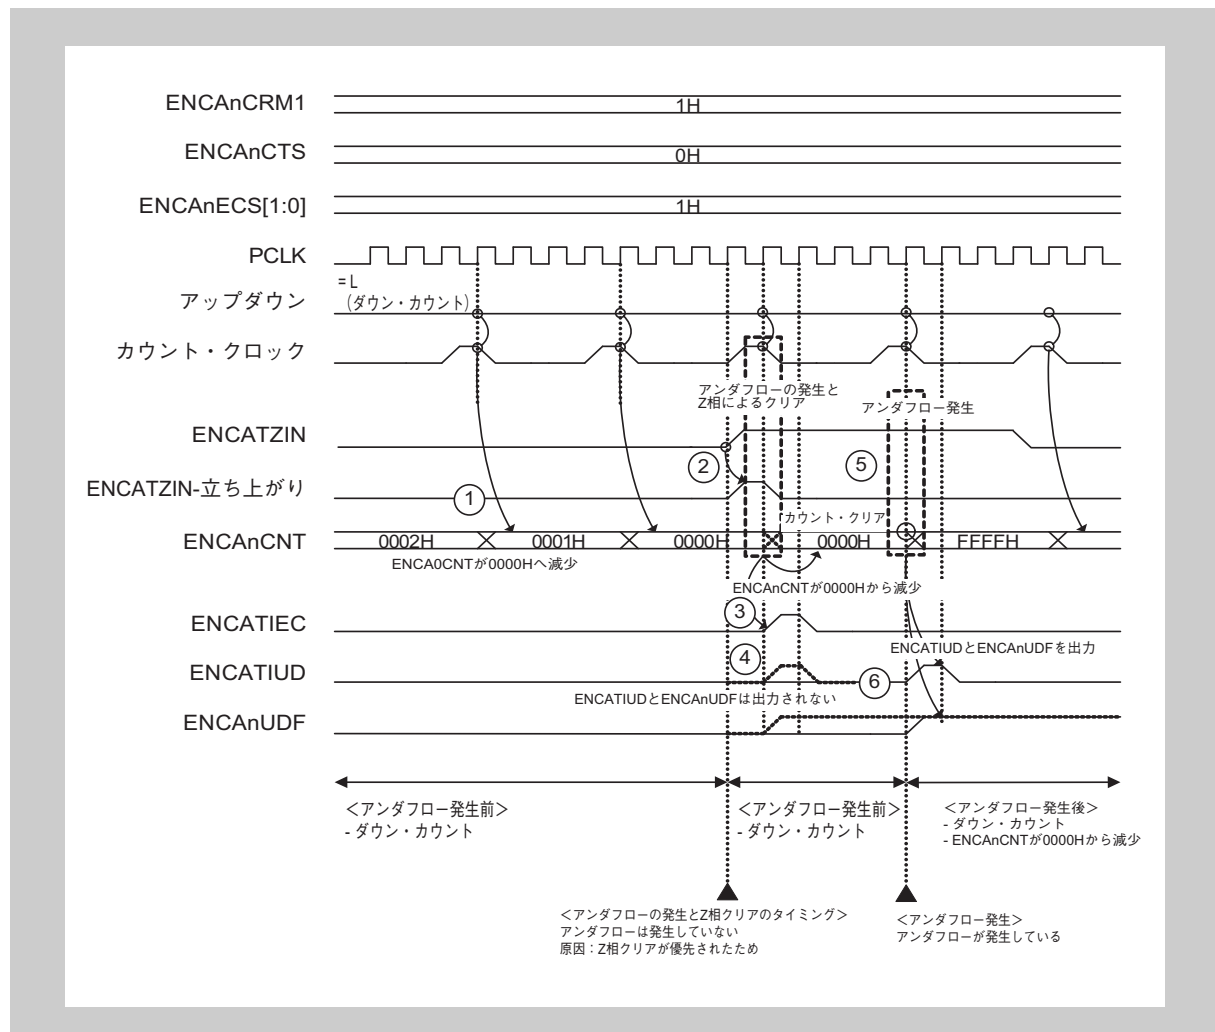 ENCAnCRM1
1H
ENCAnCTS
0H
ENCAnECS[1:0]
1H
PCLK
= L
(ダウン・カウント)
アップダウン
カウント・クロック
アンダフローの発生と
Z相によるクリア
アンダフロー発生
ENCATZIN
②
⑤
ENCATZIN-立ち上がり
①
カウント・クリア
ENCAnCNT
0002H
0001H
0000H
0000H
FFFFH
ENCA0CNTが0000Hへ減少
ENCAnCNTが0000Hから減少
③
ENCATIEC
ENCATIUDとENCAnUDFを出力
④
ENCATIUD
⑥
ENCATIUDとENCAnUDFは出力されない
ENCAnUDF
<アンダフロー発生前>
- ダウン・カウント
<アンダフロー発生前>
- ダウン・カウント
<アンダフロー発生後>
- ダウン・カウント
- ENCAnCNTが0000Hから減少
<アンダフローの発生とZ相クリアのタイミング>
アンダフローは発生していない
原因：Z相クリアが優先されたため
<アンダフロー発生>
アンダフローが発生している